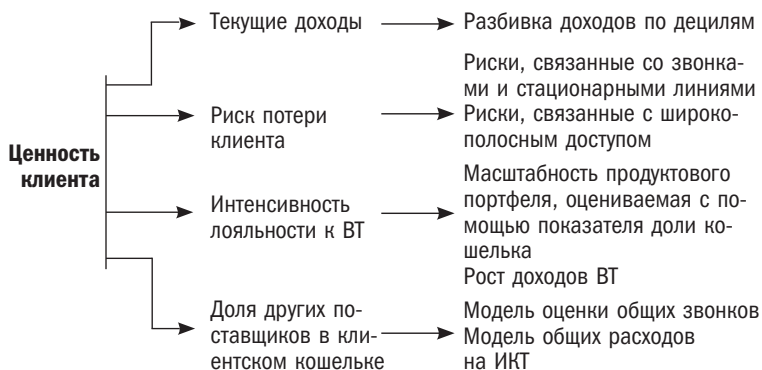 Текущие доходы
Разбивка доходов по децилям
Риски, связанные со звонка-
ми и стационарными линиями
Риск потери
клиента
Риски, связанные с широко-
полосным доступом
Ценность
клиента
Интенсивность
лояльности к ВТ
Масштабность продуктового
портфеля, оцениваемая с по-
мощью показателя доли ко-
шелька
Рост доходов ВТ
Доля других по-
ставщиков в кли-
ентском кошельке
Модель оценки общих звонков
Модель общих расходов
на ИКТ